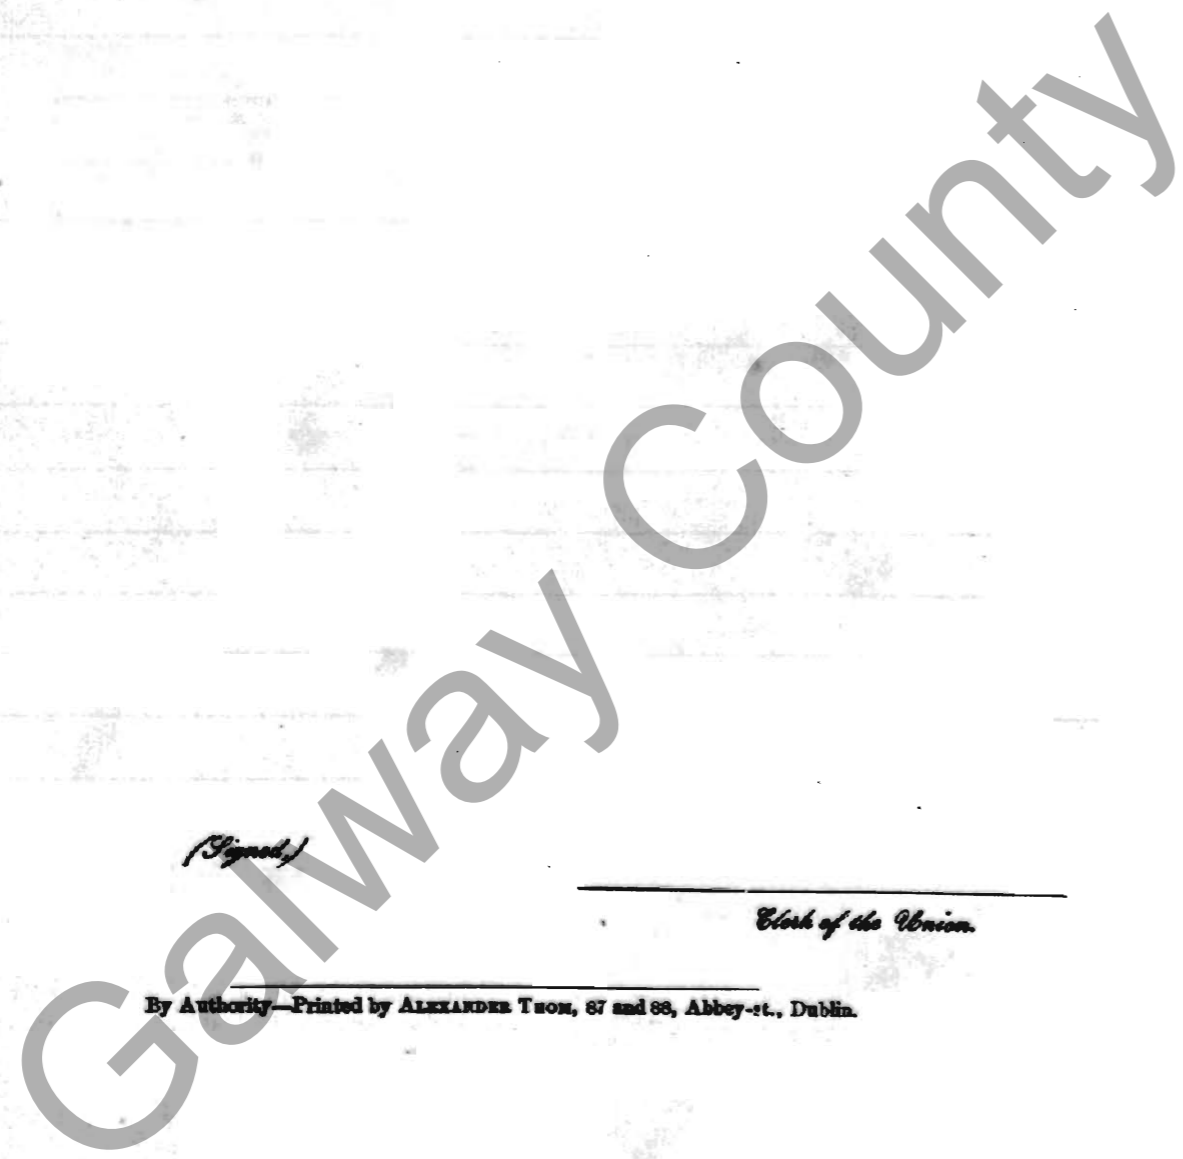 Galway County
(Signed,)
Clerk of the Union.
By Authority—Printed by ALEXANDER THOM, 87 and 88, Abbey-st., Dublin.